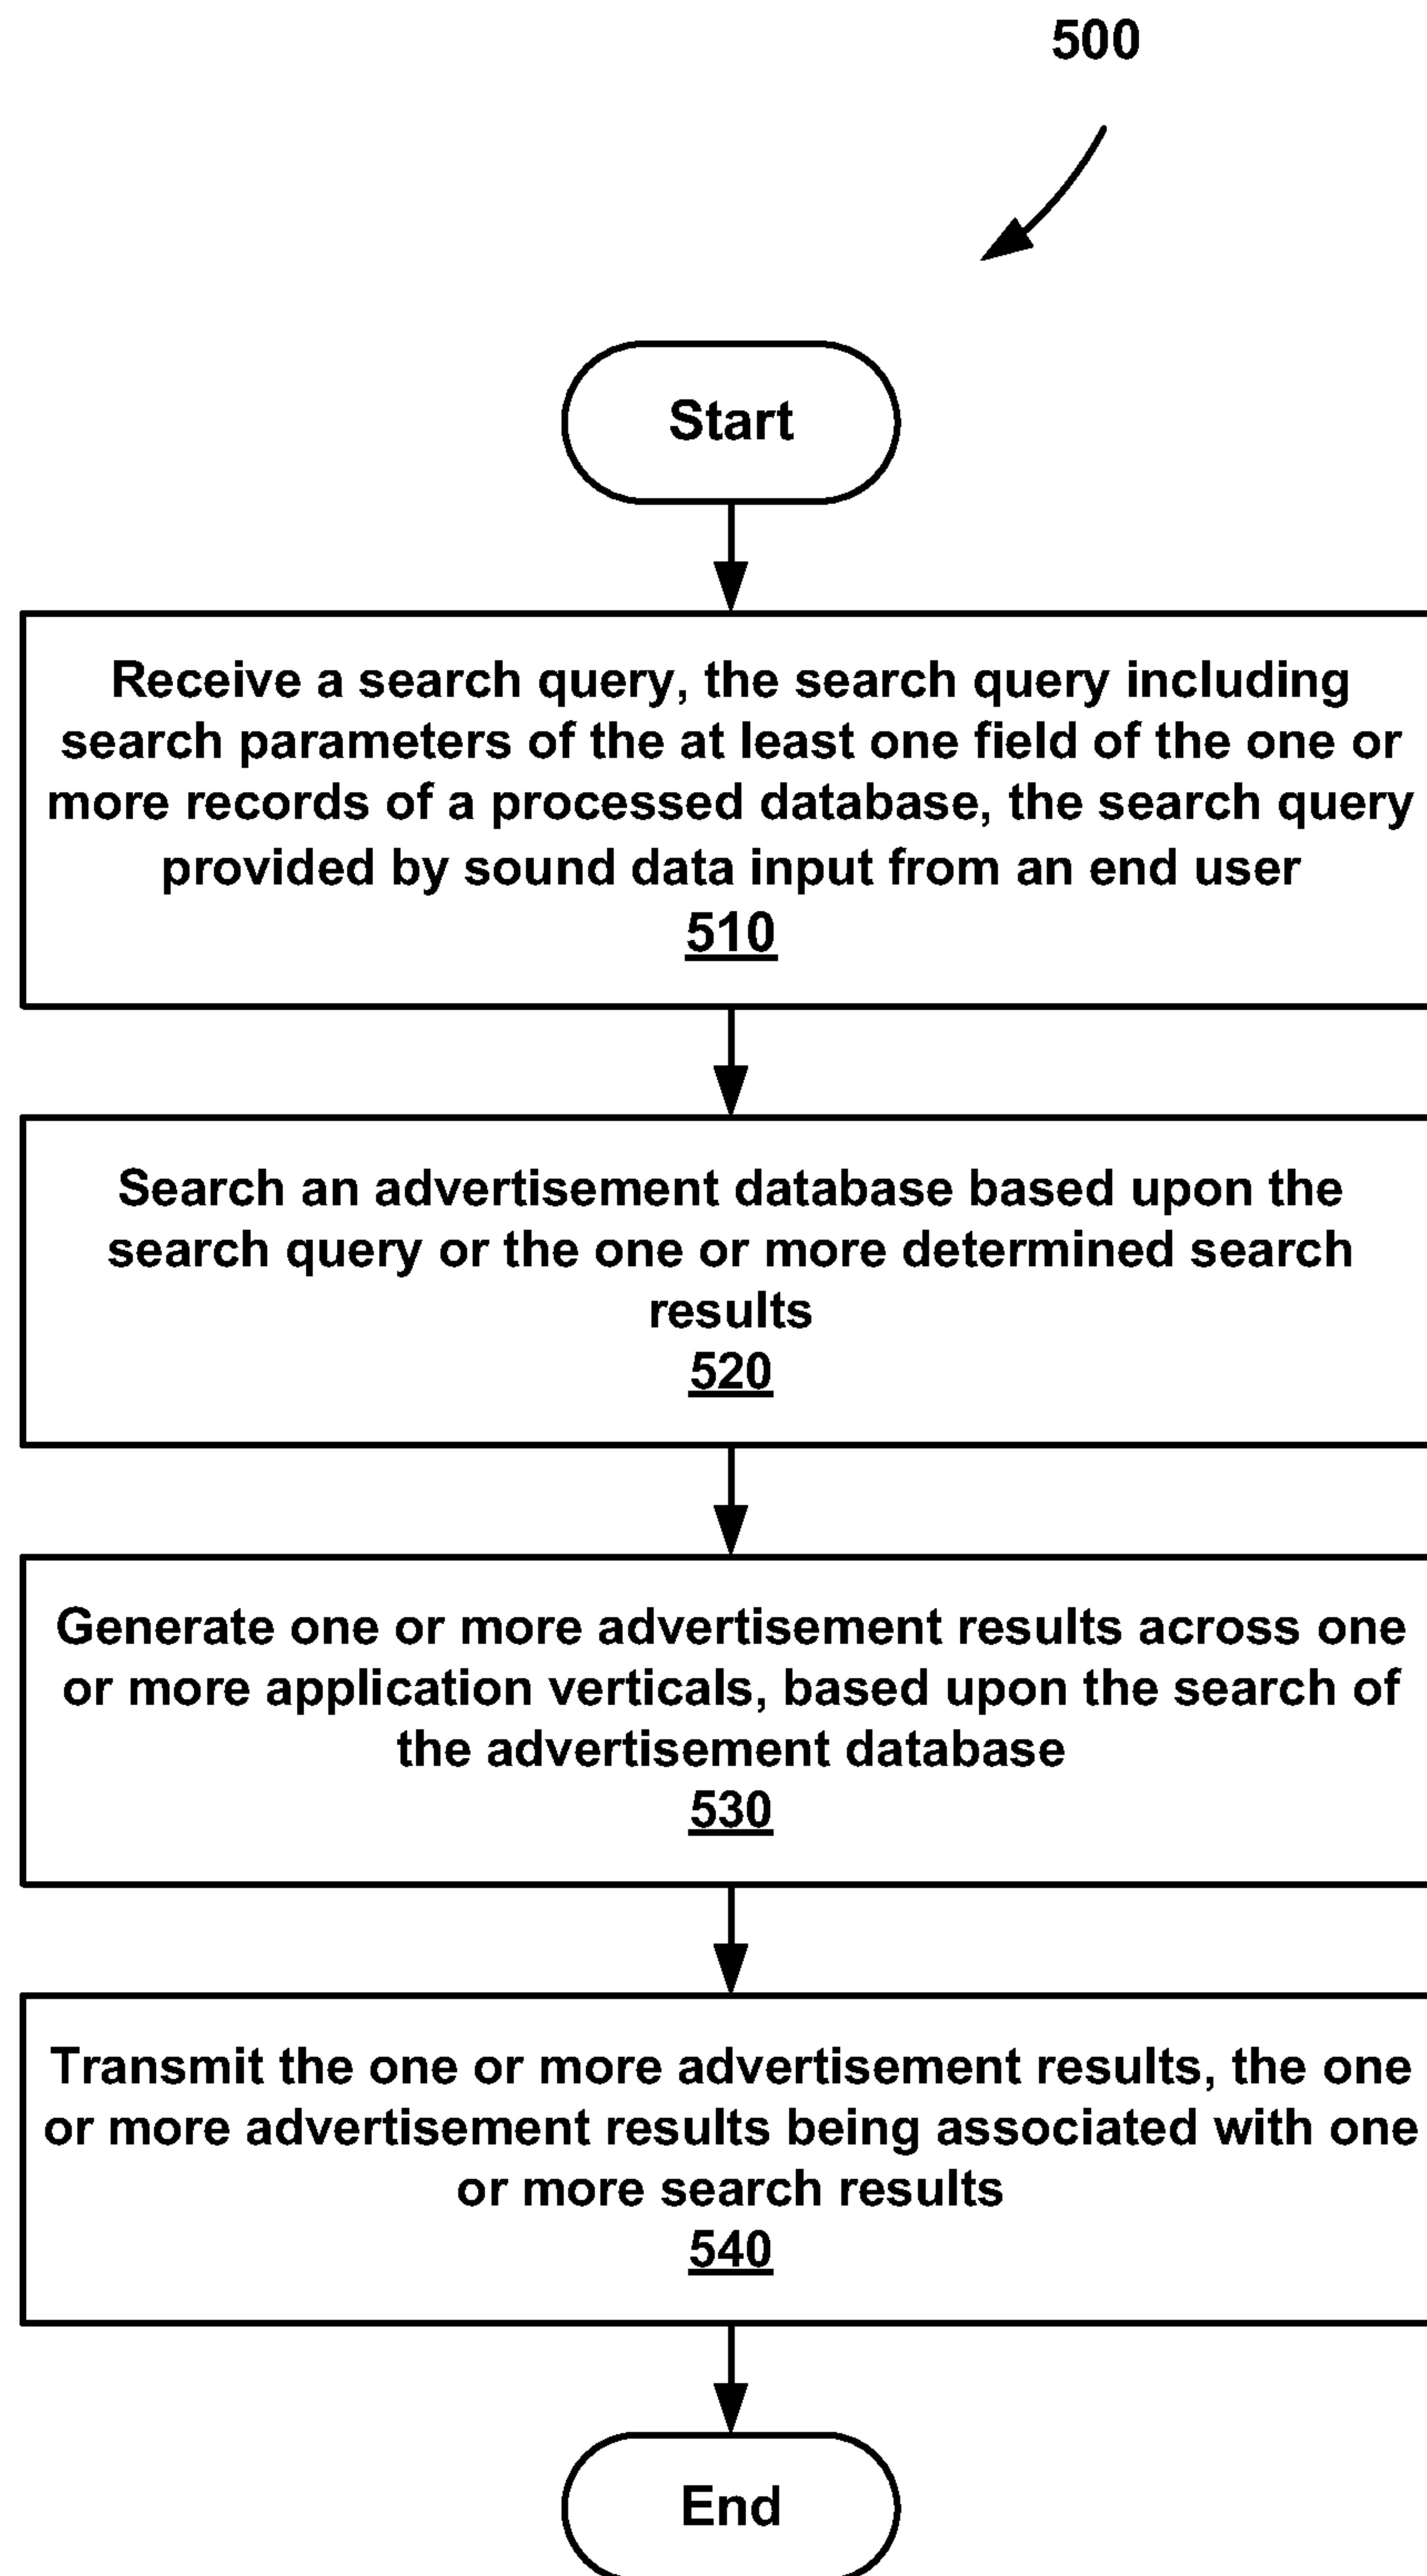 500
Start
Receive a search query, the search query including
search parameters of the at least one field of the one or
more records of a processed database, the search query
provided by sound data input from an end user
510
Search an advertisement database based upon the
search query or the one or more determined search
results
520
Generate one or more advertisement results across one
or more application verticals, based upon the search of
the advertisement database
530
Transmit the one or more advertisement results, the one
or more advertisement results being associated with one
or more search results
540
End